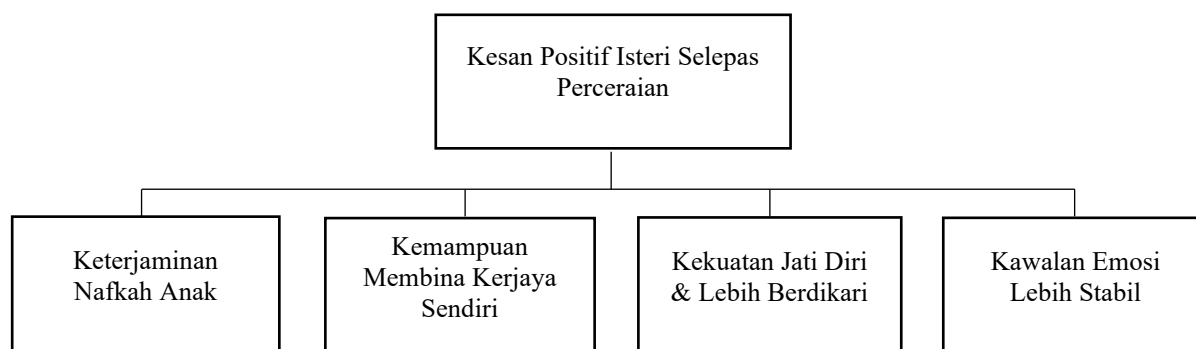 Kesan Positif Isteri Selepas
Perceraian
Keterjaminan
Nafkah Anak
Kemampuan
Membina Kerjaya
Sendiri
Kekuatan Jati Diri
& Lebih Berdikari
Kawalan Emosi
Lebih Stabil